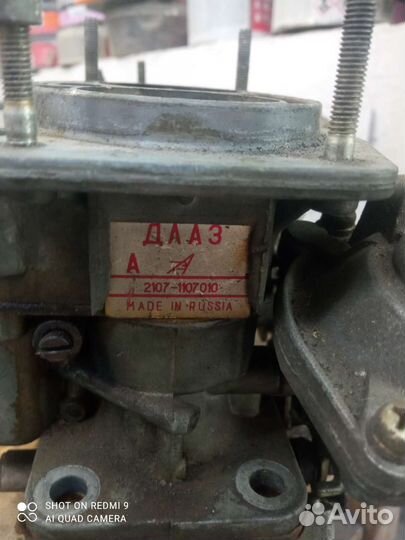 ДААЗ
А
2107-1107010
MADE IN RUSSIA
SHOT ON REDMI 9
AI QUAD CAMERA
Avito